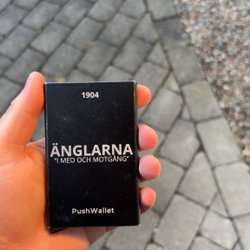 1904
ÄNGLARNA
"I MED OCH MOTGÅNG"
PushWallet